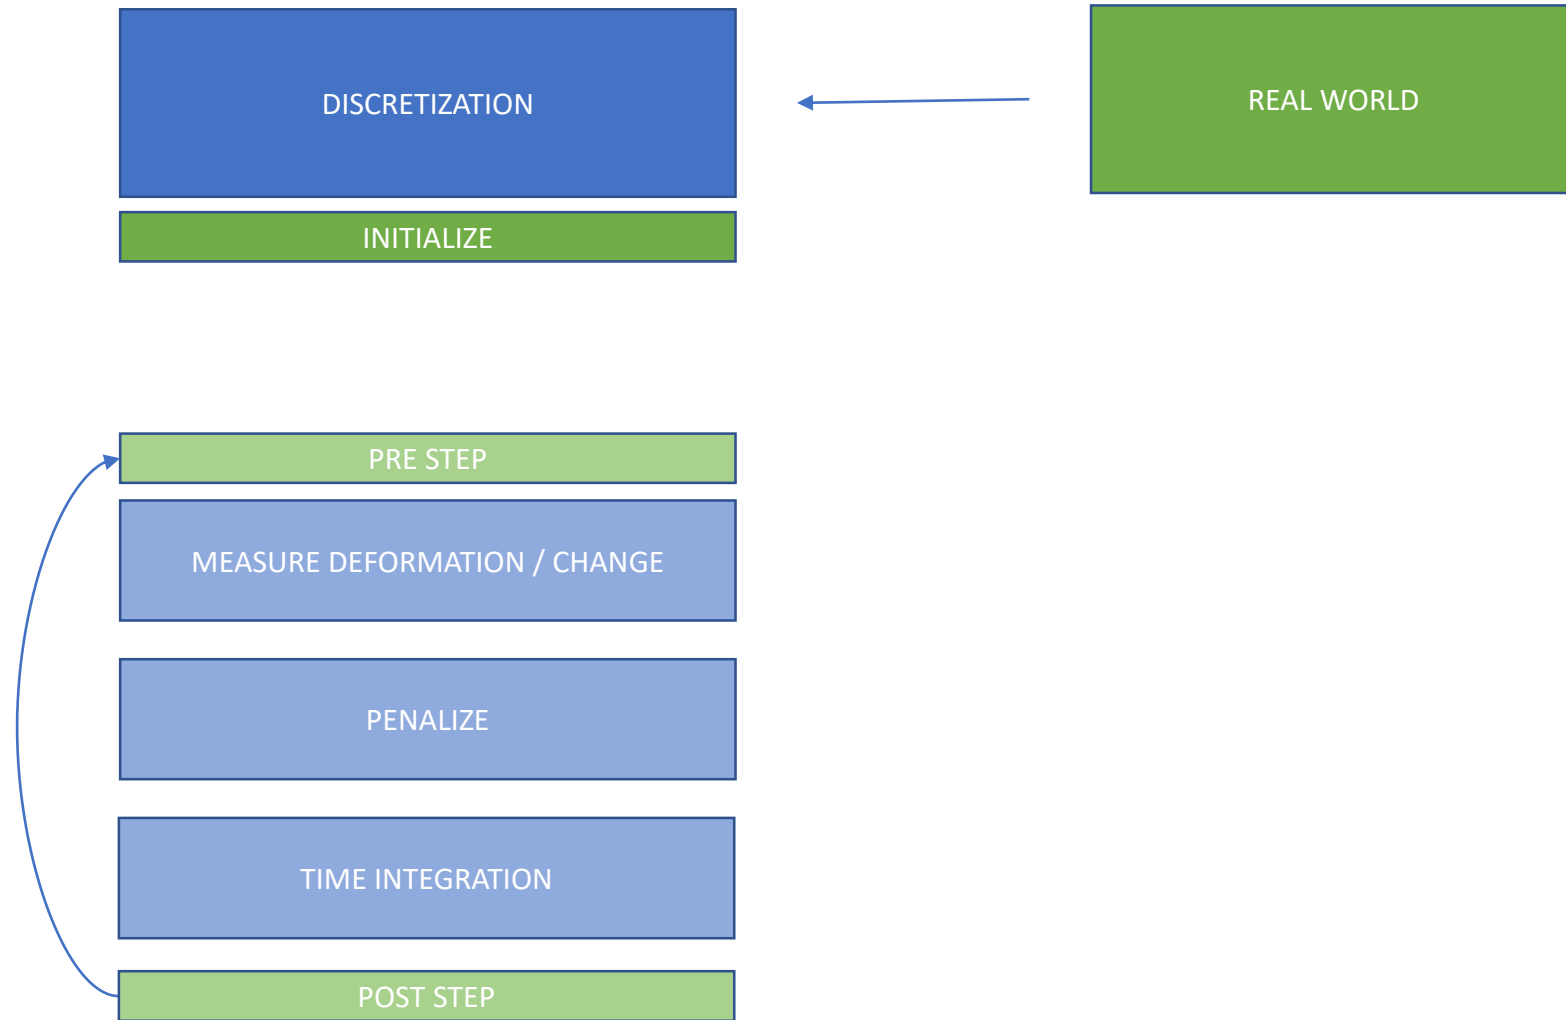 DISCRETIZATION
REAL WORLD
INITIALIZE
PRE STEP
MEASURE DEFORMATION / CHANGE
PENALIZE
TIME INTEGRATION
POST STEP